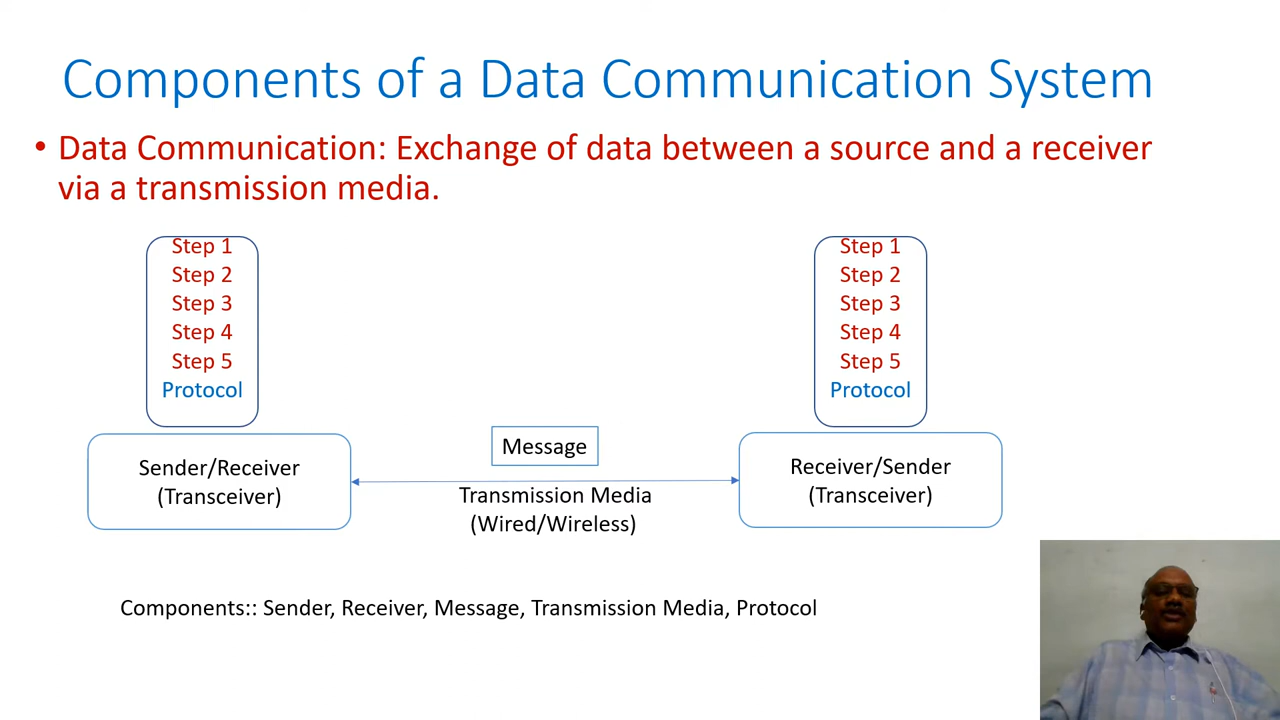 Components of a Data Communication System
• Data Communication: Exchange of data between a source and a receiver
via a transmission media.
Step 1
Step 2
Step 3
Step 4
Step 5
Protocol
Step 1
Step 2
Step 3
Step 4
Step 5
Protocol
Sender/Receiver
(Transceiver)
Message
Transmission Media
(Wired/Wireless)
Receiver/Sender
(Transceiver)
Components:: Sender, Receiver, Message, Transmission Media, Protocol